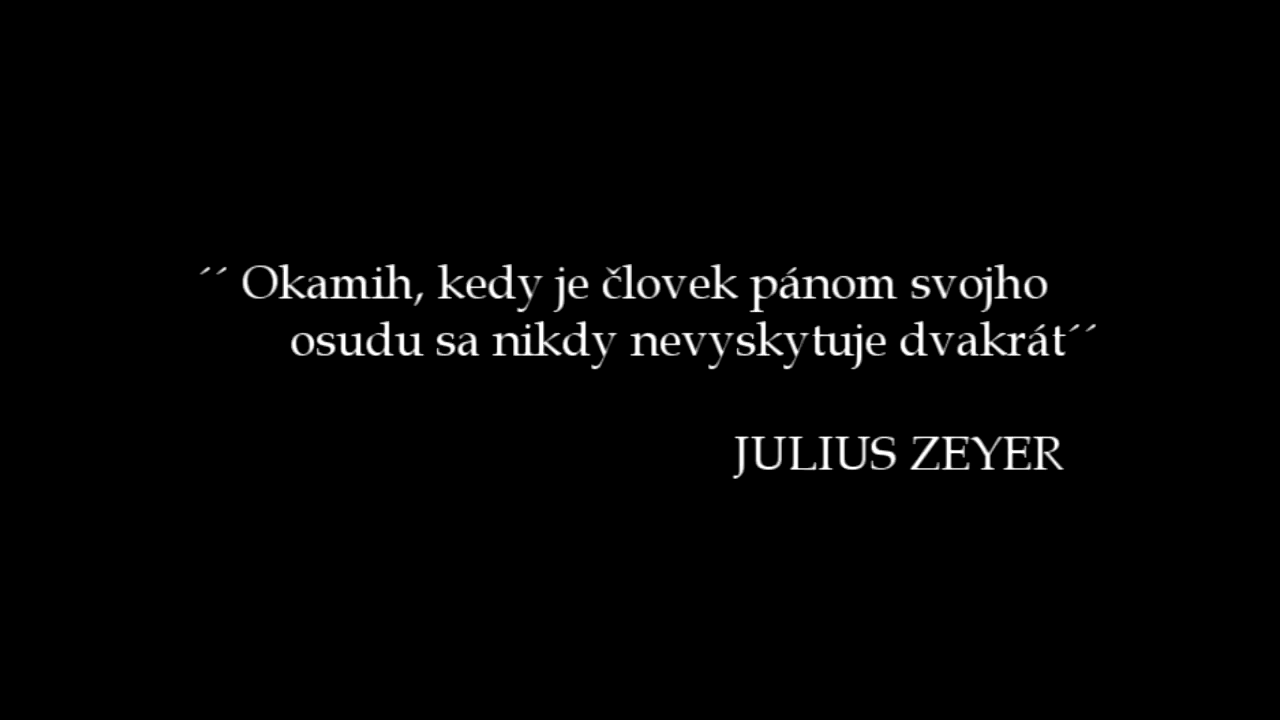 ´´ Okamih, kedy je človek pánom svojho
osudu sa nikdy nevyskytuje dvakrát´´
JULIUS ZEYER